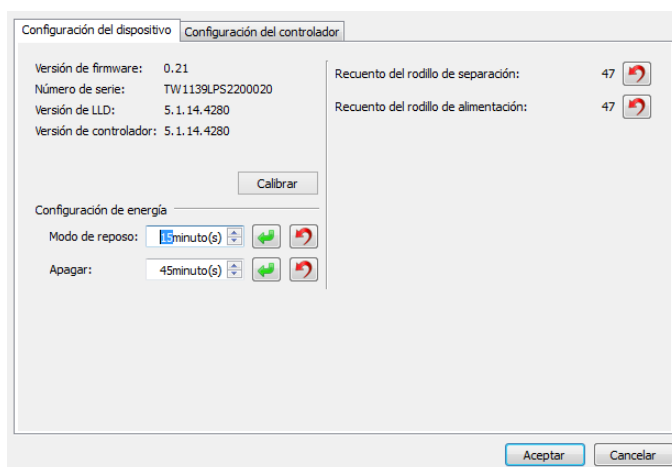 Configuración del dispositivo
Configuración del controlador
Versión de firmware: 0.21
Número de serie: TW1139LPS2200020
Versión de LLD: 5.1.14.4280
Versión de controlador: 5.1.14.4280
Calibrar
Configuración de energía
Modo de reposo: 15minuto(s)
Apagar: 45minuto(s)
Recuento del rodillo de separación: 47
Recuento del rodillo de alimentación: 47
Aceptar
Cancelar